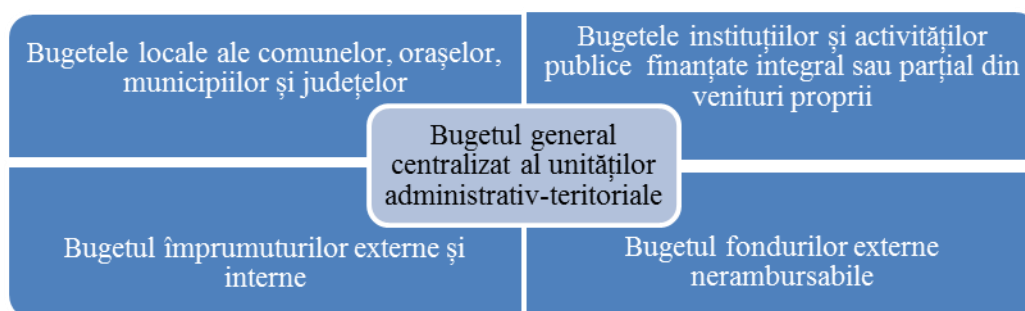 Bugetele locale ale comunelor, orașelor,
municipiilor și județelor
Bugetele instituțiilor și activităților
publice finanțate integral sau parțial din
venituri proprii
Bugetul general
centralizat al unităților
administrativ-teritoriale
Bugetul împrumuturilor externe și
interne
Bugetul fondurilor externe
nerambursabile